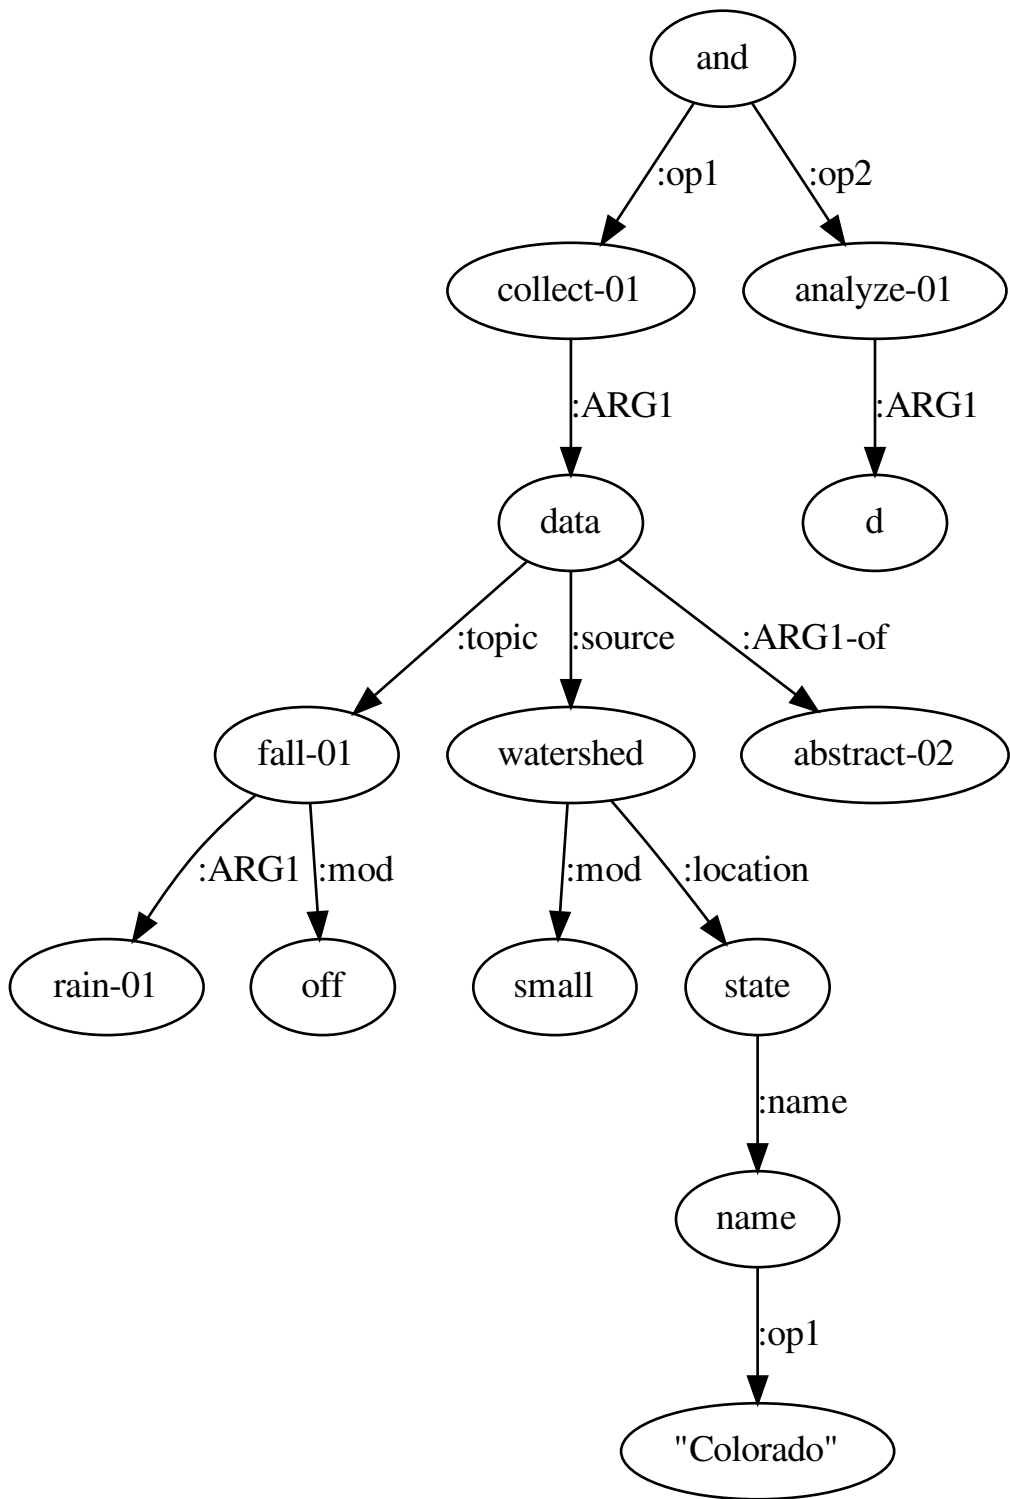 and
:op1 :op2
collect-01 analyze-01
:ARG1 :ARG1
data d
:topic :source :ARG1-of
fall-01 watershed abstract-02
:ARG1 :mod :mod :location
rain-01 off small state
:name
name
:op1
"Colorado"